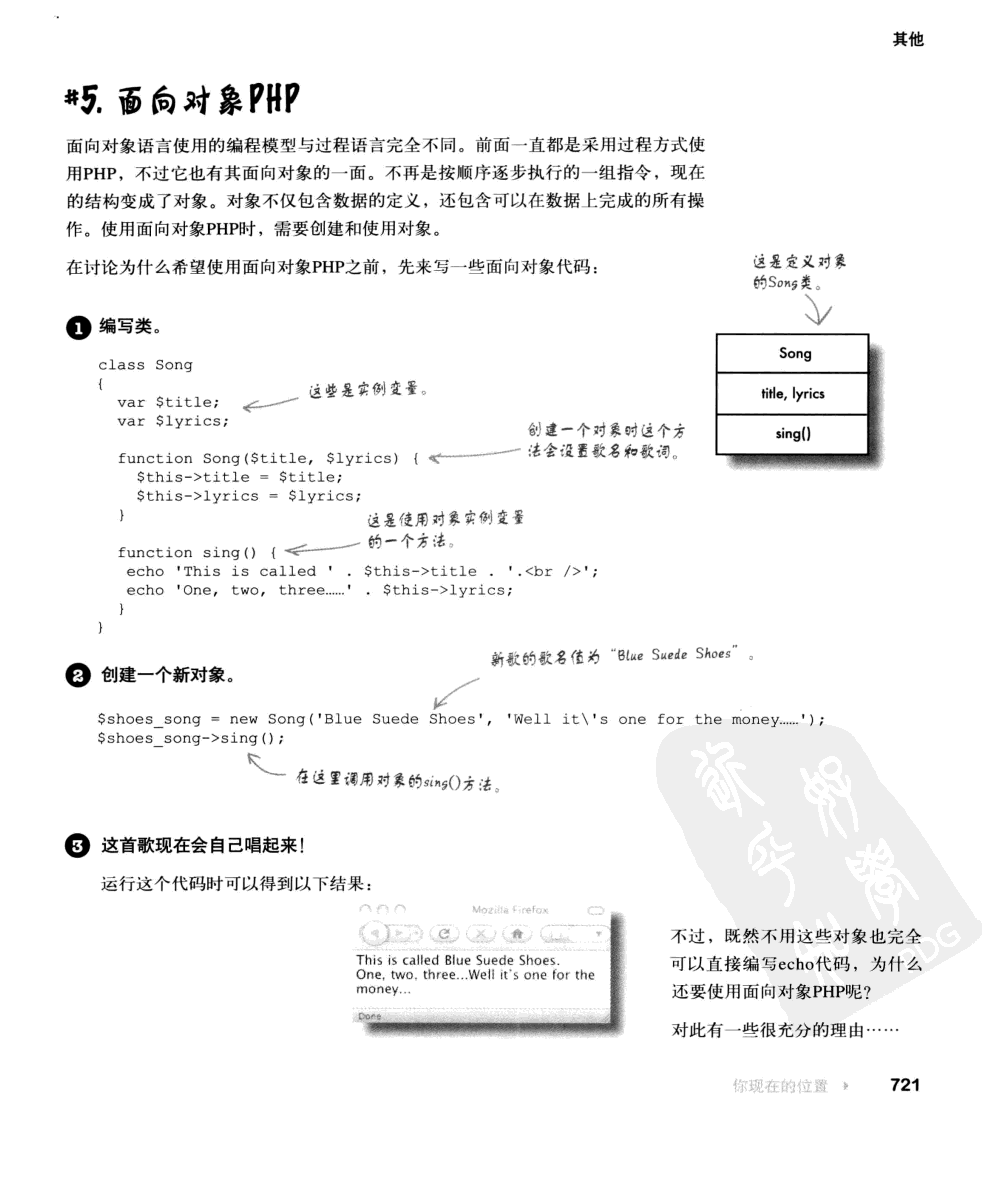 其他
#5. 面向对象PHP
面向对象语言使用的编程模型与过程语言完全不同。前面一直都是采用过程方式使
用PHP，不过它也有其面向对象的一面。不再是按顺序逐步执行的一组指令，现在
的结构变成了对象。对象不仅包含数据的定义，还包含可以在数据上完成的所有操
作。使用面向对象PHP时，需要创建和使用对象。
在讨论为什么希望使用面向对象PHP之前，先来写一些面向对象代码：
这是定义对象
的Song类。
Song
title, lyrics
sing()
1 编写类。
class Song
{
var $title;
var $lyrics;
这些是实例变量。
创建一个对象时这个方
法会设置歌名和歌词。
function Song($title, $lyrics) {
$this->title = $title;
$this->lyrics = $lyrics;
}
这是使用对象实例变量
的一个方法。
function sing() {
echo 'This is called ' . $this->title . '.<br />';
echo 'One, two, three……' . $this->lyrics;
}
}
2 创建一个新对象。
新歌的歌名值为“Blue Suede Shoes”。
$shoes_song = new Song('Blue Suede Shoes', 'Well it\'s one for the money……');
$shoes_song->sing();
在这里调用对象的sing()方法。
3 这首歌现在会自己唱起来！
运行这个代码时可以得到以下结果：
Mozilla Firefox
This is called Blue Suede Shoes.
One, two, three...Well it's one for the
money...
Done
不过，既然不用这些对象也完全
可以直接编写echo代码，为什么
还要使用面向对象PHP呢？
对此有一些很充分的理由……
PDG
你现在的位置
721